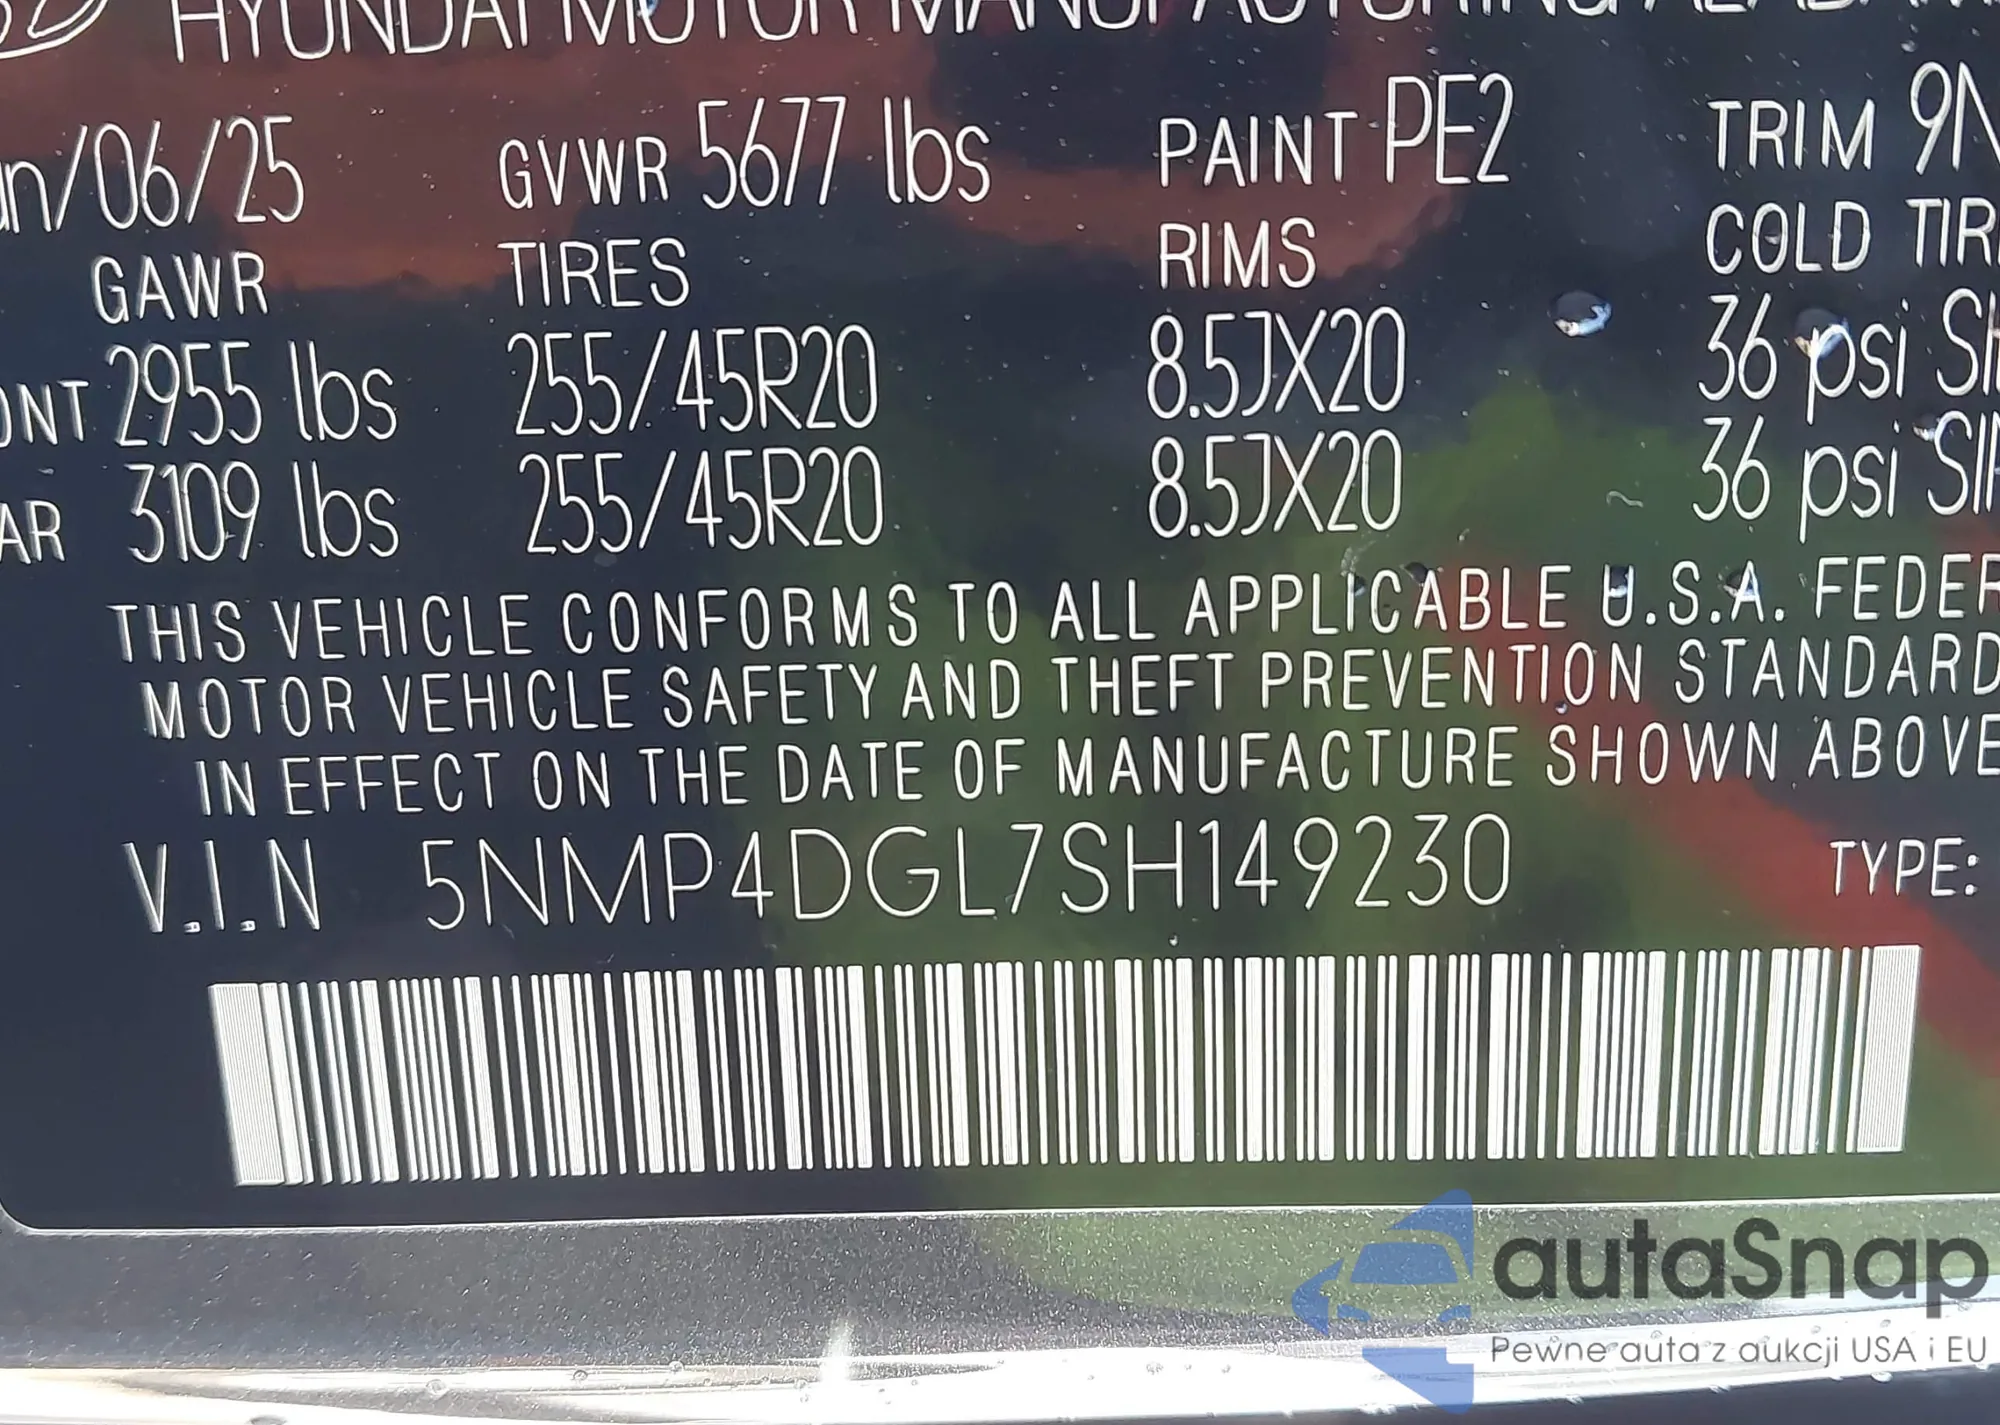 HYUNDAI MOTOR MANUFACTURING ALABAM
un/06/25 GVWR 5677 lbs PAINT PE2 TRIM 9N
GAWR TIRES RIMS COLD TIR
ONT 2955 lbs 255/45R20 8.5JX20 36 psi SI
AR 3109 lbs 255/45R20 8.5JX20 36 psi SIN
THIS VEHICLE CONFORMS TO ALL APPLICABLE U.S.A. FEDER
MOTOR VEHICLE SAFETY AND THEFT PREVENTION STANDARD
IN EFFECT ON THE DATE OF MANUFACTURE SHOWN ABOVE
V.I.N 5NMP4DGL7SH149230 TYPE:
autaSnap
Pewne auta z aukcji USA i EU